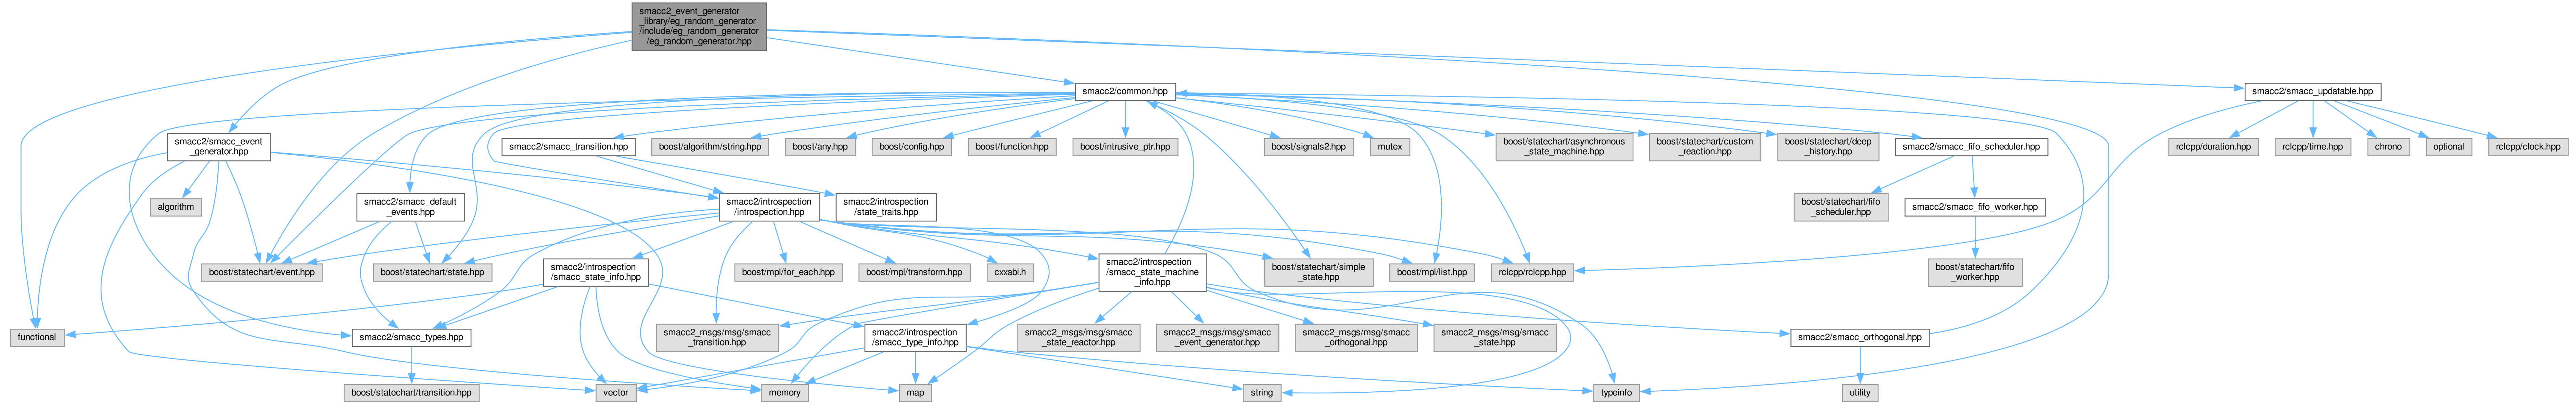 smacc2_event_generator
_library/eg_random_generator
/include/eg_random_generator
/eg_random_generator.hpp
smacc2/common.hpp
smacc2/smacc_updatable.hpp
smacc2/smacc_event
_generator.hpp
smacc2/smacc_transition.hpp
boost/algorithm/string.hpp
boost/any.hpp
boost/config.hpp
boost/function.hpp
boost/intrusive_ptr.hpp
boost/signals2.hpp
mutex
boost/statechart/asynchronous
_state_machine.hpp
boost/statechart/custom
_reaction.hpp
boost/statechart/deep
_history.hpp
smacc2/smacc_fifo_scheduler.hpp
rclcpp/duration.hpp
rclcpp/time.hpp
chrono
optional
rclcpp/clock.hpp
algorithm
smacc2/smacc_default
_events.hpp
smacc2/introspection
/introspection.hpp
smacc2/introspection
/state_traits.hpp
boost/statechart/fifo
_scheduler.hpp
smacc2/smacc_fifo_worker.hpp
boost/statechart/event.hpp
boost/statechart/state.hpp
smacc2/introspection
/smacc_state_info.hpp
boost/mpl/for_each.hpp
boost/mpl/transform.hpp
cxxabi.h
smacc2/introspection
/smacc_state_machine
_info.hpp
boost/statechart/simple
_state.hpp
boost/mpl/list.hpp
rclcpp/rclcpp.hpp
boost/statechart/fifo
_worker.hpp
functional
smacc2/smacc_types.hpp
smacc2_msgs/msg/smacc
_transition.hpp
smacc2/introspection
/smacc_type_info.hpp
smacc2_msgs/msg/smacc
_state_reactor.hpp
smacc2_msgs/msg/smacc
_event_generator.hpp
smacc2_msgs/msg/smacc
_orthogonal.hpp
smacc2_msgs/msg/smacc
_state.hpp
smacc2/smacc_orthogonal.hpp
boost/statechart/transition.hpp
vector
memory
map
string
typeinfo
utility